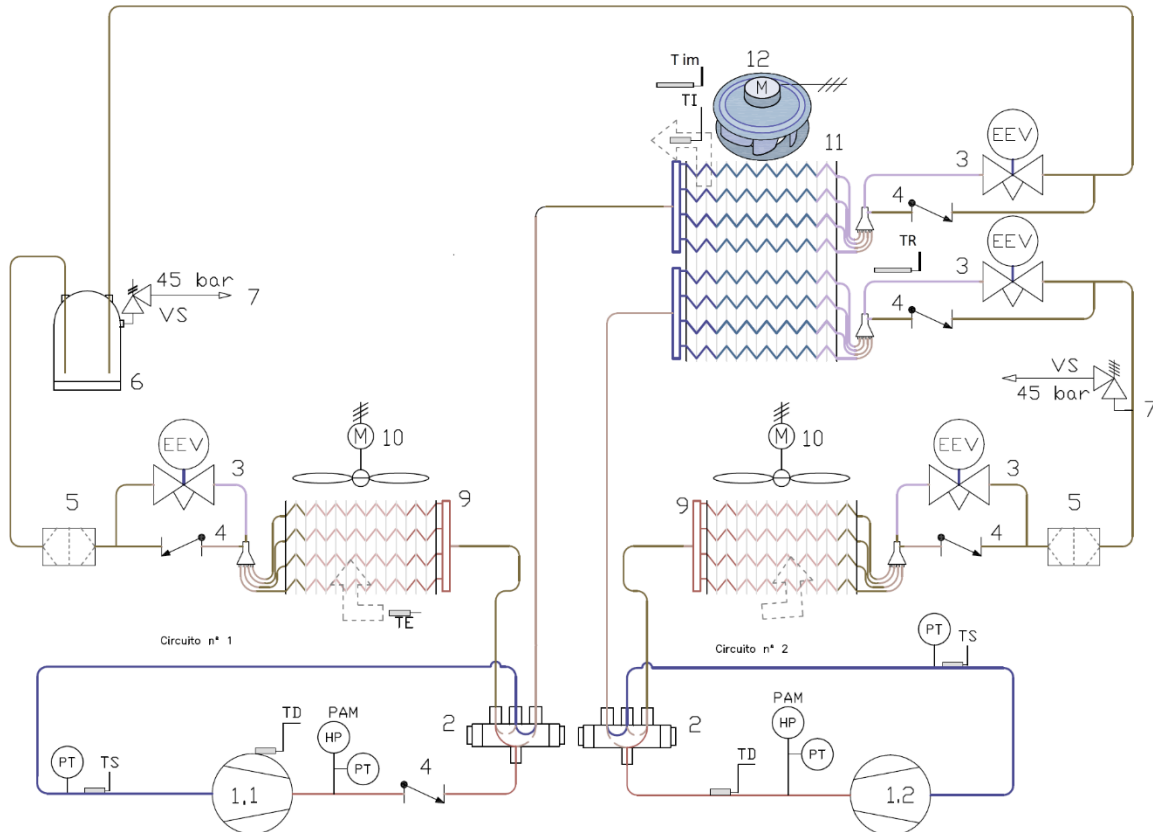 Tim
12
M
TI
11
EEV
3
4
TR
EEV
3
4
45 bar
VS
7
6
VS
45 bar
7
EEV
3
M
10
5
4
9
M
10
EEV
3
9
5
4
TE
Circuito nº 1
Circuito nº 2
PT
TS
2
2
PAM
HP
PT
TD
PT
TS
4
1,1
PAM
HP
PT
TD
1,2